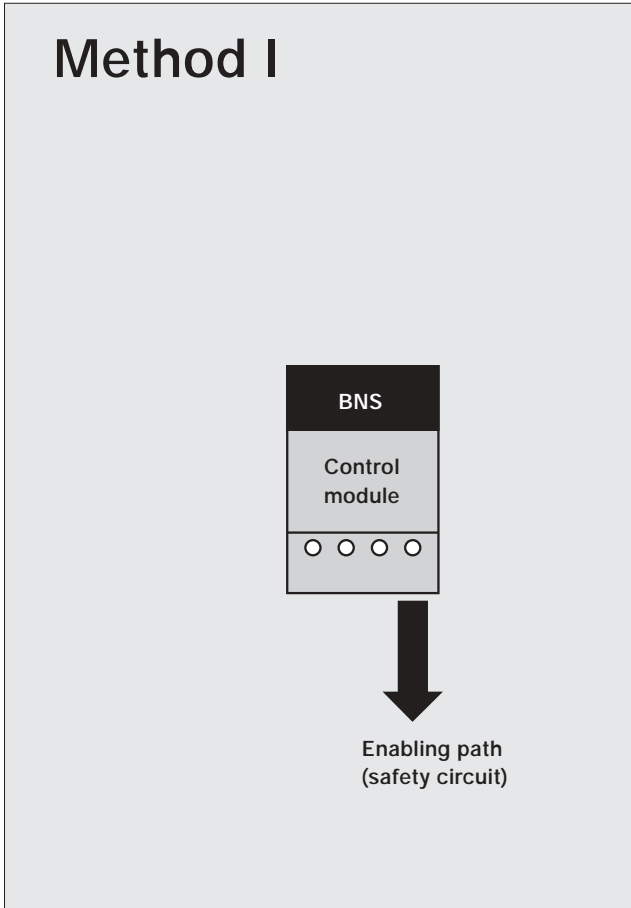 Method I
BNS
Control
module
Enabling path
(safety circuit)